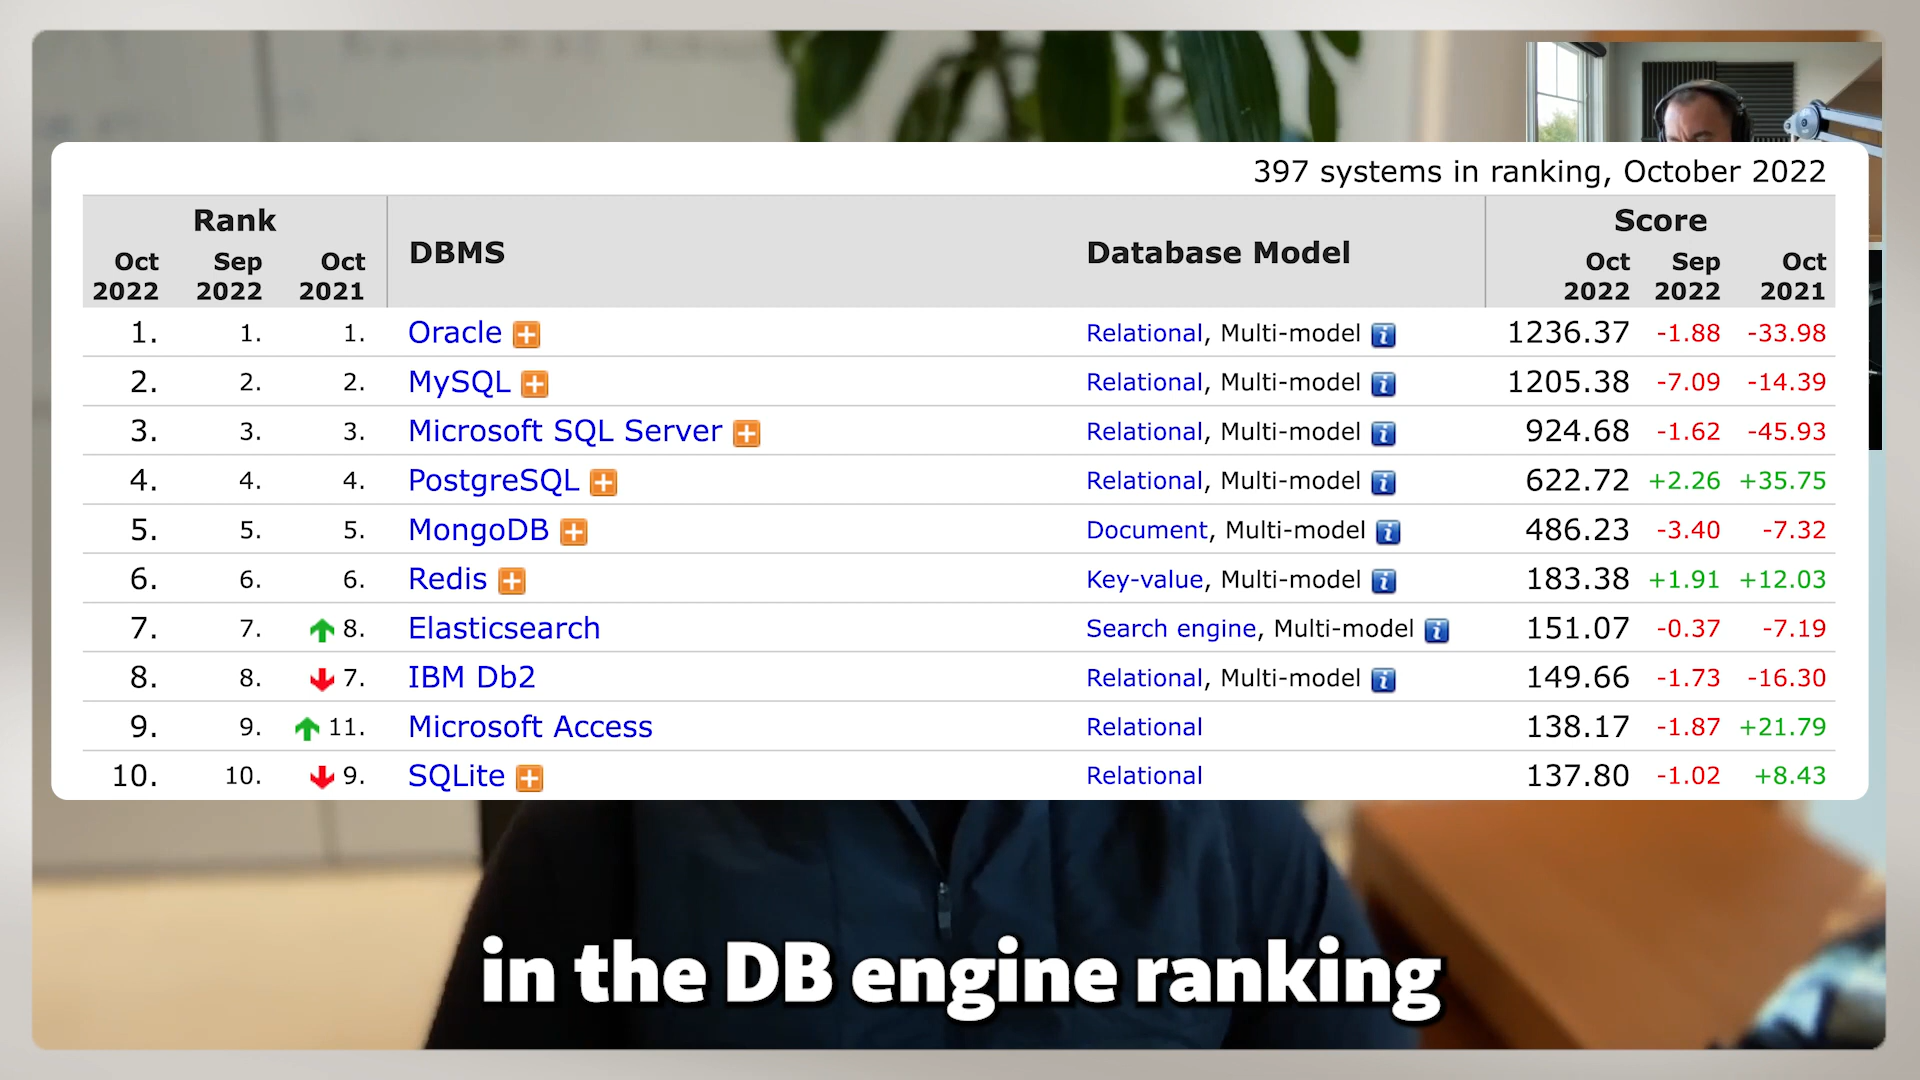 397 systems in ranking, October 2022
Rank
Oct 2022
Sep 2022
Oct 2021
DBMS
Database Model
Score
Oct 2022
Sep 2022
Oct 2021
1. 1. 1. Oracle Relational, Multi-model 1236.37 -1.88 -33.98
2. 2. 2. MySQL Relational, Multi-model 1205.38 -7.09 -14.39
3. 3. 3. Microsoft SQL Server Relational, Multi-model 924.68 -1.62 -45.93
4. 4. 4. PostgreSQL Relational, Multi-model 622.72 +2.26 +35.75
5. 5. 5. MongoDB Document, Multi-model 486.23 -3.40 -7.32
6. 6. 6. Redis Key-value, Multi-model 183.38 +1.91 +12.03
7. 7. 8. Elasticsearch Search engine, Multi-model 151.07 -0.37 -7.19
8. 8. 7. IBM Db2 Relational, Multi-model 149.66 -1.73 -16.30
9. 9. 11. Microsoft Access Relational 138.17 -1.87 +21.79
10. 10. 9. SQLite Relational 137.80 -1.02 +8.43
in the DB engine ranking